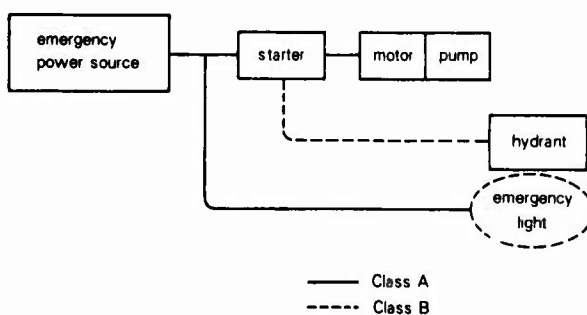 emergency
power source
starter
motor
pump
hydrant
emergency
light
Class A
Class B